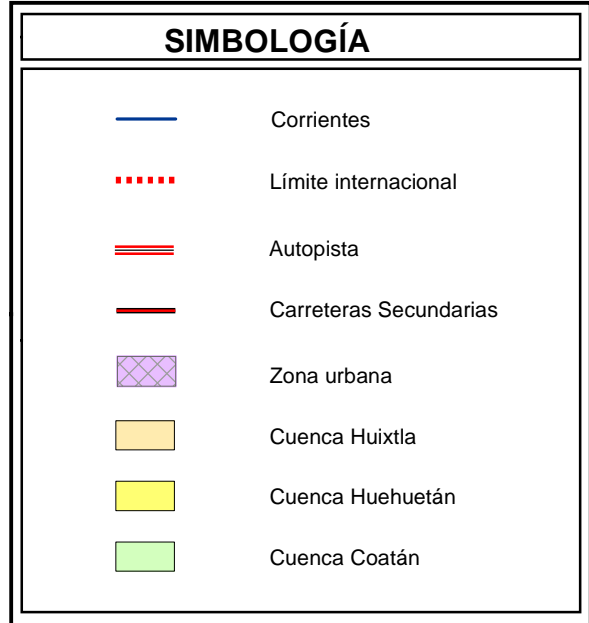 SIMBOLOGÍA
Corrientes
Límite internacional
Autopista
Carreteras Secundarias
Zona urbana
Cuenca Huixtla
Cuenca Huehuetán
Cuenca Coatán